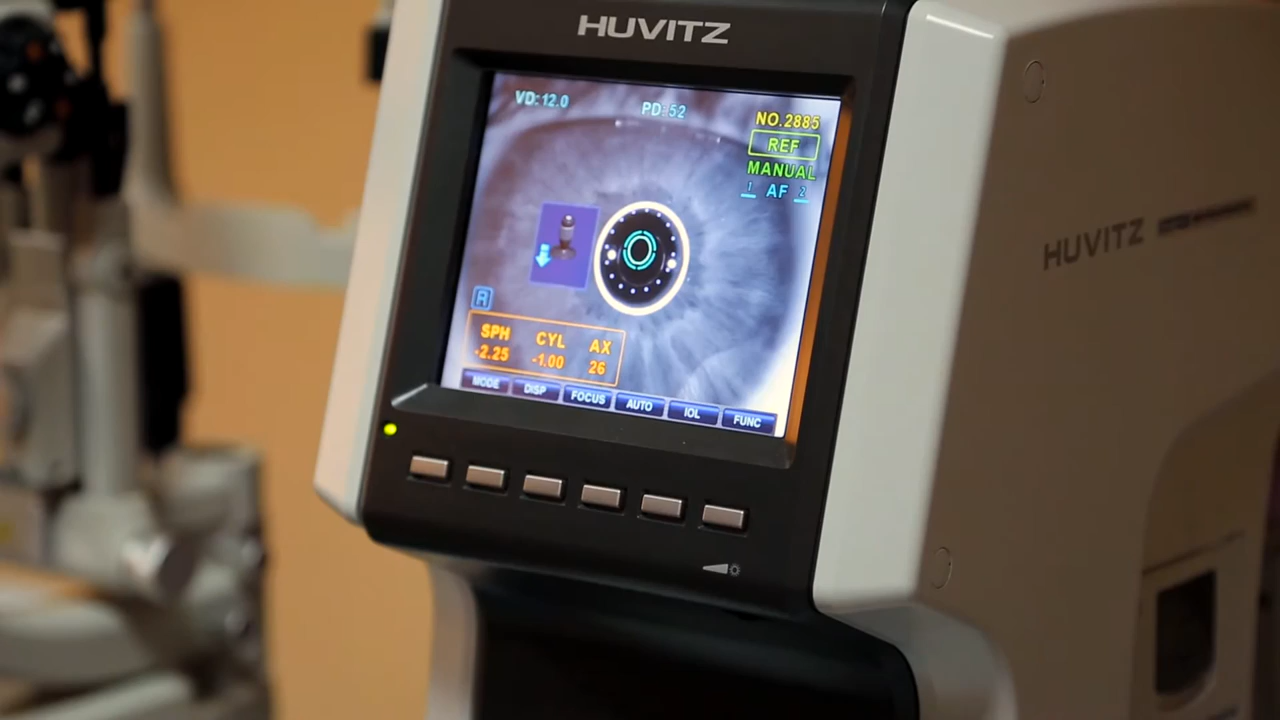 HUVITZ
VD:12.0
PD:52
NO.2885
REF
MANUAL
1 AF 2
R
SPH CYL AX
-2.25 -1.00 26
MODE DISP FOCUS AUTO IOL FUNC
HUVITZ